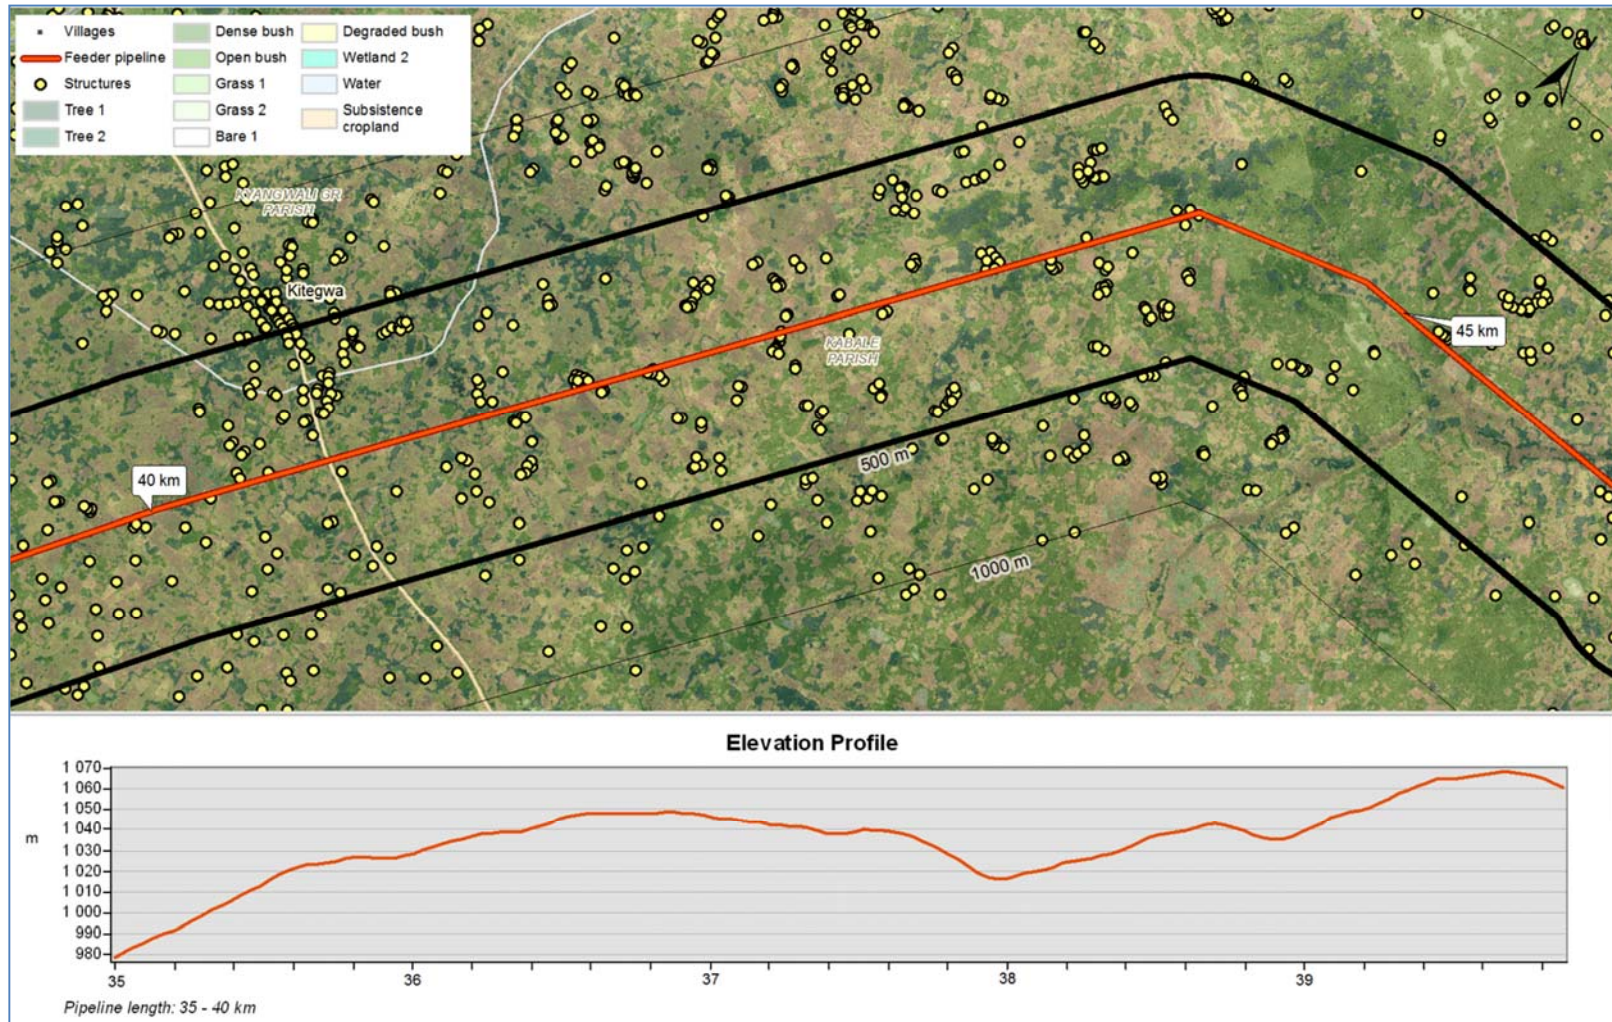 Villages
Feeder pipeline
Structures
Tree 1
Tree 2
Dense bush
Open bush
Grass 1
Grass 2
Bare 1
Degraded bush
Wetland 2
Water
Subsistence
cropland
KYANGWALI GR
PARISH
Kitegwa
40 km
KABALE
PARISH
45 km
500 m
1000 m
Elevation Profile
1 070
1 060
1 050
1 040
1 030
1 020
1 010
1 000
990
980
m
35
36
37
38
39
Pipeline length: 35 - 40 km